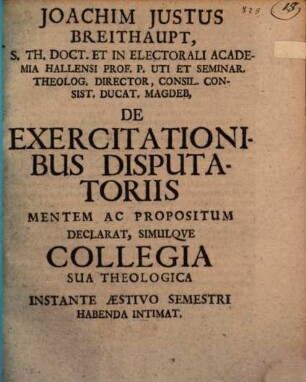 JOACHIM JUSTUS
BREITHAUPT,
S. TH. DOCT. ET IN ELECTORALI ACADE-
MIA HALLENSI PROF. P. UTI ET SEMINAR.
THEOLOG. DIRECTOR, CONSIL. CON-
SIST. DUCAT. MAGDEB,
DE
EXERCITATIONI-
BUS DISPUTA-
TORIIS
MENTEM AC PROPOSITUM
DECLARAT, SIMULQVE
COLLEGIA
SUA THEOLOGICA
INSTANTE ÆSTIVO SEMESTRI
HABENDA INTIMAT.